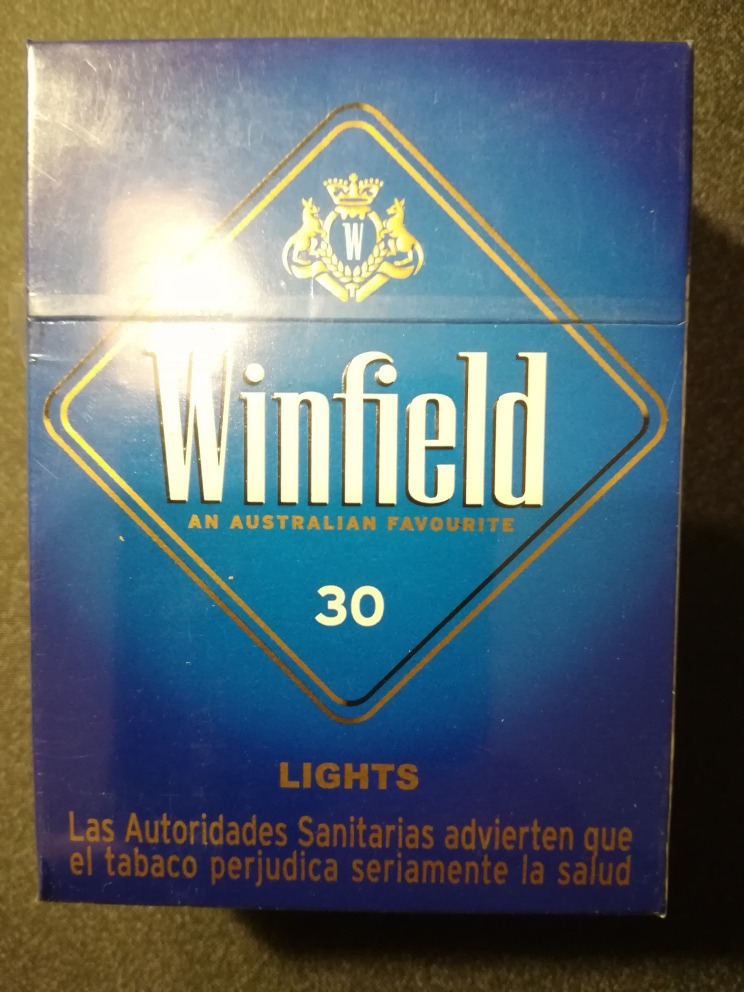 W
Winfield
AN AUSTRALIAN FAVOURITE
30
LIGHTS
Las Autoridades Sanitarias advierten que
el tabaco perjudica seriamente la salud